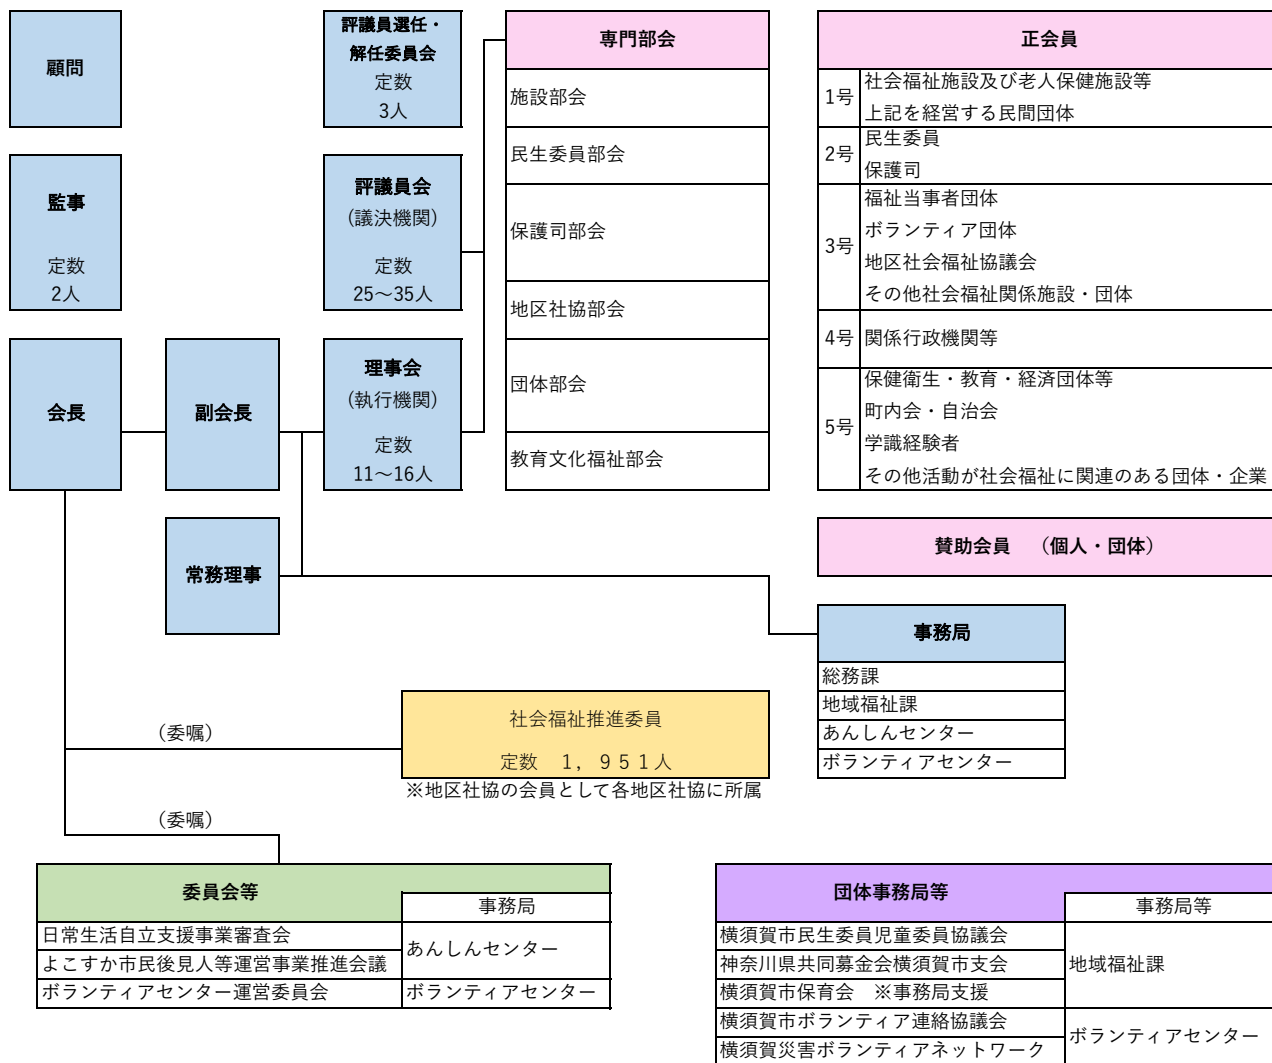 顧問
評議員選任・
解任委員会
定数
3人
専門部会
施設部会
民生委員部会
保護司部会
地区社協部会
団体部会
教育文化福祉部会
正会員
1号
社会福祉施設及び老人保健施設等
上記を経営する民間団体
2号
民生委員
保護司
3号
福祉当事者団体
ボランティア団体
地区社会福祉協議会
その他社会福祉関係施設・団体
4号
関係行政機関等
5号
保健衛生・教育・経済団体等
町内会・自治会
学識経験者
その他活動が社会福祉に関連のある団体・企業
監事
定数
2人
評議員会
(議決機関)
定数
25～35人
会長
副会長
理事会
(執行機関)
定数
11～16人
常務理事
賛助会員 （個人・団体）
事務局
総務課
地域福祉課
あんしんセンター
ボランティアセンター
（委嘱）
社会福祉推進委員
定数 １，９５１人
※地区社協の会員として各地区社協に所属
（委嘱）
委員会等
事務局
日常生活自立支援事業審査会
よこすか市民後見人等運営事業推進会議
あんしんセンター
ボランティアセンター運営委員会
ボランティアセンター
団体事務局等
事務局等
横須賀市民生委員児童委員協議会
神奈川県共同募金会横須賀市支会
横須賀市保育会 ※事務局支援
地域福祉課
横須賀市ボランティア連絡協議会
横須賀災害ボランティアネットワーク
ボランティアセンター